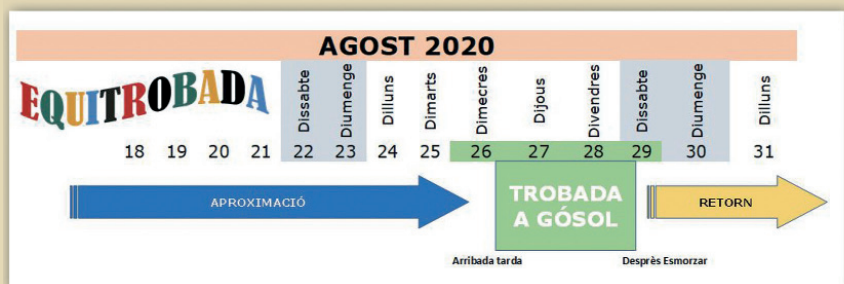 AGOST 2020
EQUITROBADA
Dissabte Diumenge Dilluns Dimarts Dimecres Dijous Divendres Dissabte Diumenge Dilluns
18 19 20 21 22 23 24 25 26 27 28 29 30 31
APROXIMACIÓ
TROBADA
A GÓSOL
RETORN
Arribada tarda
Desprès Esmorzar